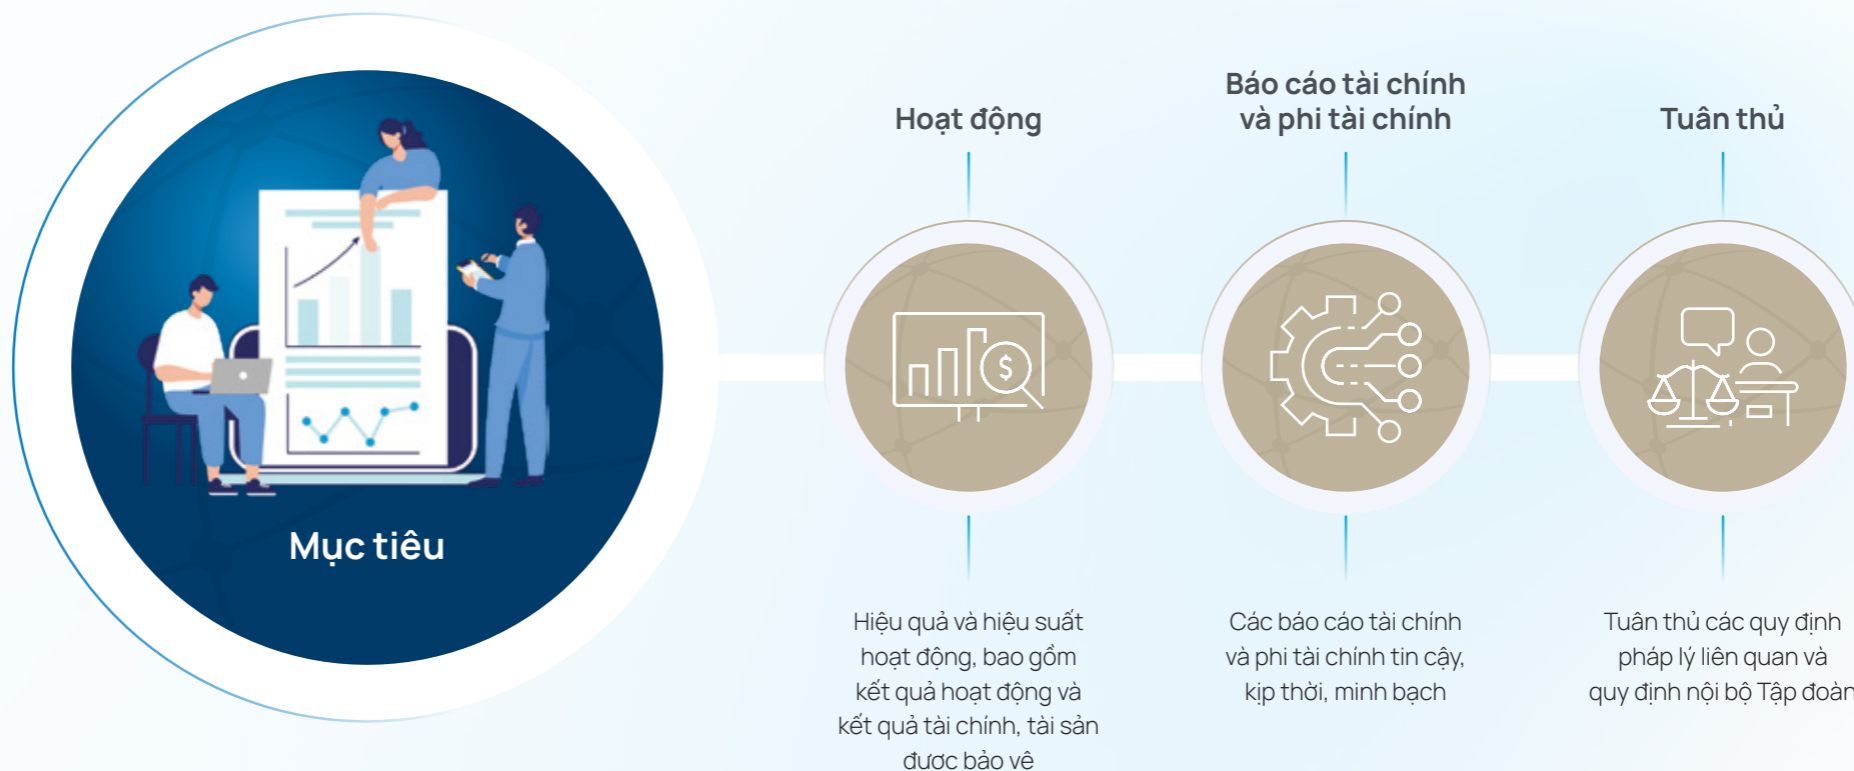 Mục tiêu
Hoạt động
Hiệu quả và hiệu suất
hoạt động, bao gồm
kết quả hoạt động và
kết quả tài chính, tài sản
được bảo vệ
Báo cáo tài chính
và phi tài chính
Các báo cáo tài chính
và phi tài chính tin cậy,
kịp thời, minh bạch
Tuân thủ
Tuân thủ các quy định
pháp lý liên quan và
quy định nội bộ Tập đoàn
$